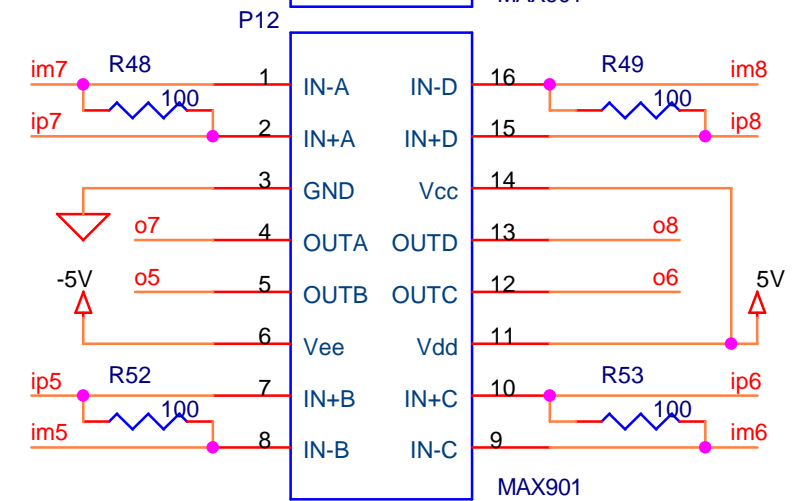 MAX901
P12
im7 R48 1 IN-A IN-D 16 R49 im8
100 100
ip7 2 IN+A IN+D 15 ip8
3 GND Vcc 14
o7 4 OUTA OUTD 13 o8
-5V o5 5 OUTB OUTC 12 o6 5V
6 Vee Vdd 11
ip5 R52 7 IN+B IN+C 10 R53 ip6
100 100
im5 8 IN-B IN-C 9 im6
MAX901